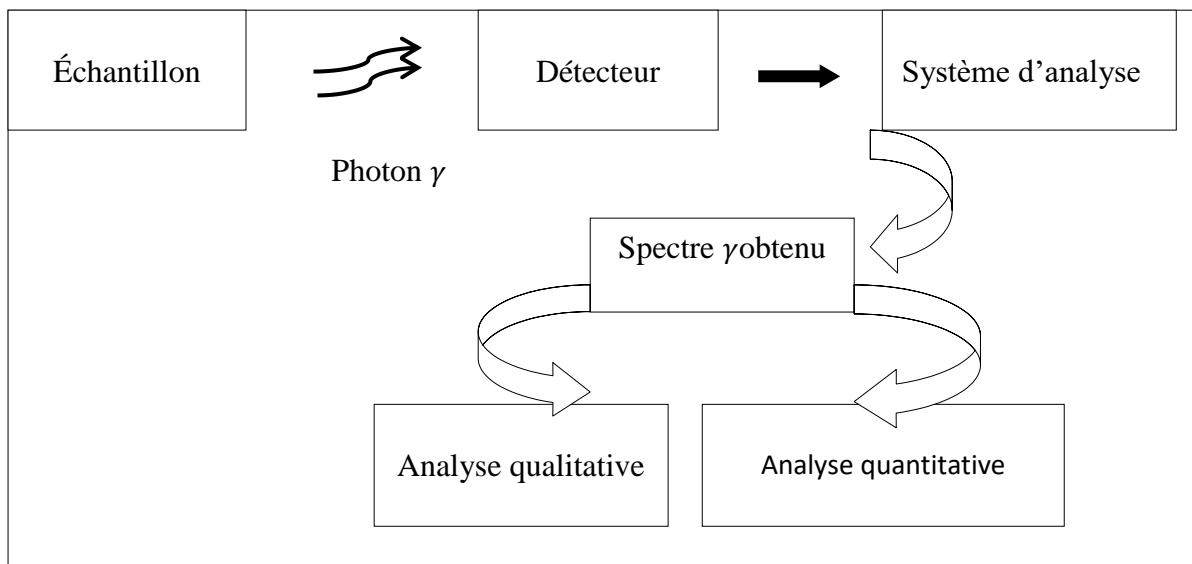 Échantillon
Détecteur
Système d’analyse
Photon γ
Spectre γobtenu
Analyse qualitative
Analyse quantitative